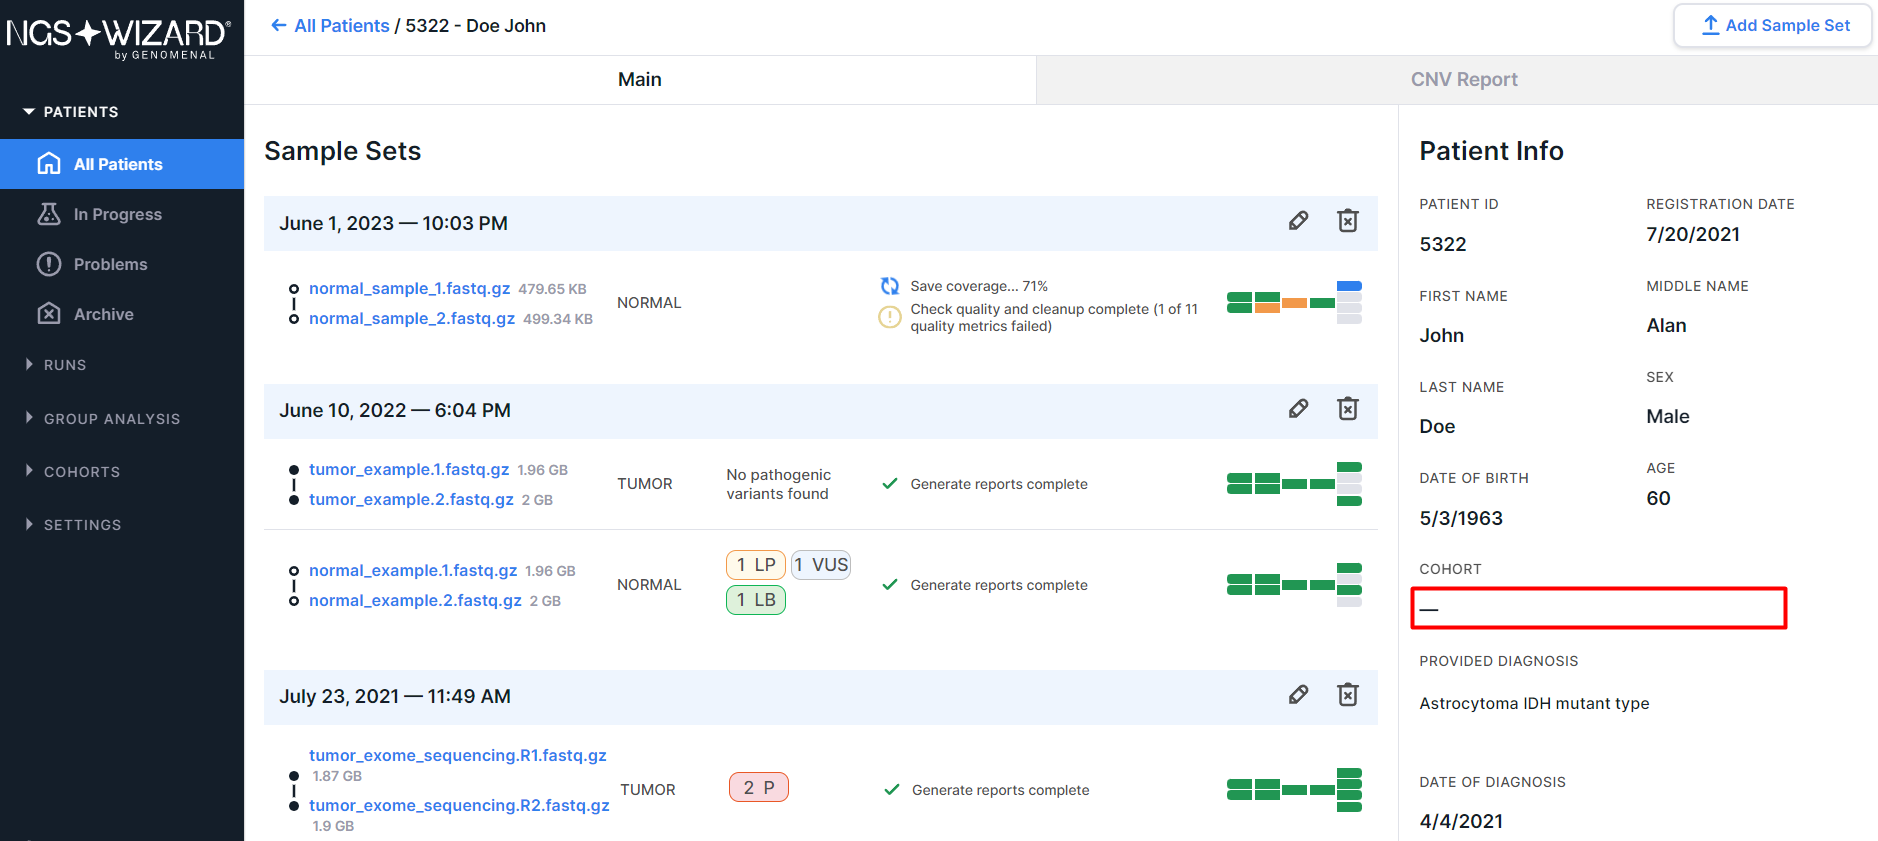 NGS WIZARD®
by GENOMENAL
PATIENTS
All Patients
In Progress
Problems
Archive
RUNS
GROUP ANALYSIS
COHORTS
SETTINGS
← All Patients / 5322 - Doe John
Add Sample Set
Main
CNV Report
Sample Sets
June 1, 2023 — 10:03 PM
normal_sample_1.fastq.gz 479.65 KB
normal_sample_2.fastq.gz 499.34 KB
NORMAL
Save coverage... 71%
Check quality and cleanup complete (1 of 11
quality metrics failed)
June 10, 2022 — 6:04 PM
tumor_example.1.fastq.gz 1.96 GB
tumor_example.2.fastq.gz 2 GB
TUMOR
No pathogenic
variants found
Generate reports complete
normal_example.1.fastq.gz 1.96 GB
normal_example.2.fastq.gz 2 GB
NORMAL
1 LP 1 VUS
1 LB
Generate reports complete
July 23, 2021 — 11:49 AM
tumor_exome_sequencing.R1.fastq.gz
1.87 GB
tumor_exome_sequencing.R2.fastq.gz
1.9 GB
TUMOR
2 P
Generate reports complete
Patient Info
PATIENT ID
5322
REGISTRATION DATE
7/20/2021
FIRST NAME
John
MIDDLE NAME
Alan
LAST NAME
Doe
SEX
Male
DATE OF BIRTH
5/3/1963
AGE
60
COHORT
—
PROVIDED DIAGNOSIS
Astrocytoma IDH mutant type
DATE OF DIAGNOSIS
4/4/2021